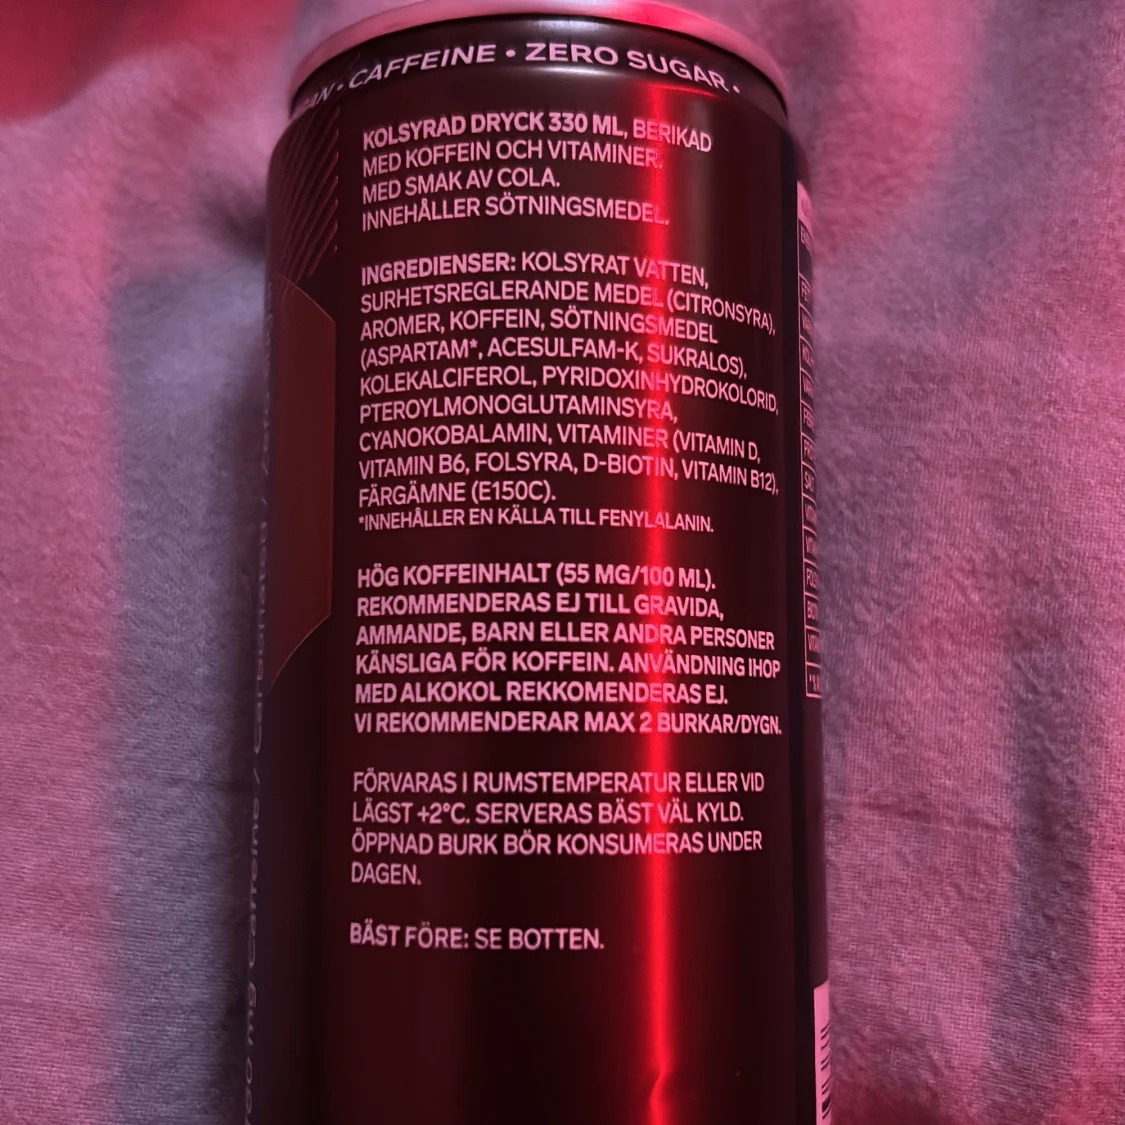 CAFFEINE • ZERO SUGAR •
KOLSYRAD DRYCK 330 ML, BERIKAD
MED KOFFEIN OCH VITAMINER.
MED SMAK AV COLA.
INNEHÅLLER SÖTNINGSMEDEL.
INGREDIENSER: KOLSYRAT VATTEN,
SURHETSREGLERANDE MEDEL (CITRONSYRA),
AROMER, KOFFEIN, SÖTNINGSMEDEL
(ASPARTAM*, ACESULFAM-K, SUKRALOS),
KOLEKALCIFEROL, PYRIDOXINHYDROKOLORID,
PTEROYLMONOGLUTAMINSYRA,
CYANOKOBALAMIN, VITAMINER (VITAMIN D,
VITAMIN B6, FOLSYRA, D-BIOTIN, VITAMIN B12),
FÄRGÄMNE (E150C).
*INNEHÅLLER EN KÄLLA TILL FENYLALANIN.
HÖG KOFFEINHALT (55 MG/100 ML).
REKOMMENDERAS EJ TILL GRAVIDA,
AMMANDE, BARN ELLER ANDRA PERSONER
KÄNSLIGA FÖR KOFFEIN. ANVÄNDNING IHOP
MED ALKOKOL REKKOMENDERAS EJ.
VI REKOMMENDERAR MAX 2 BURKAR/DYGN.
FÖRVARAS I RUMSTEMPERATUR ELLER VID
LÄGST +2°C. SERVERAS BÄST VÄL KYLD.
ÖPPNAD BURK BÖR KONSUMERAS UNDER
DAGEN.
BÄST FÖRE: SE BOTTEN.
mg Caffeine / Carbonated /